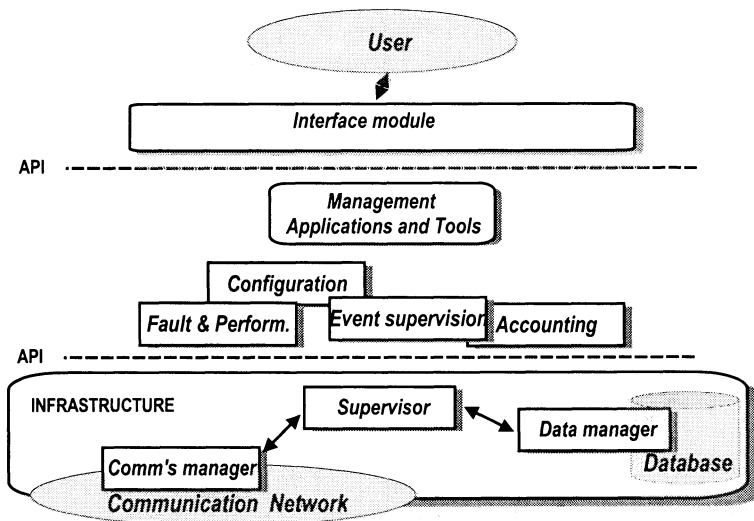 User
Interface module
API
Management
Applications and Tools
Configuration
Fault & Perform.
Event supervision
Accounting
API
INFRASTRUCTURE
Supervisor
Data manager
Comm's manager
Database
Communication Network